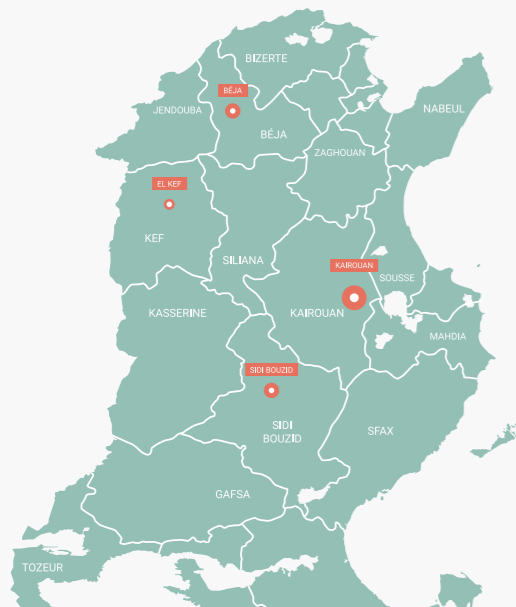 BIZERTE
BÉJA
NABEUL
JENDOUBA
BÉJA
ZAGHOUAN
EL KEF
KEF
SILIANA
KAIROUAN
SOUSSE
KASSERINE
KAIROUAN
MAHDIA
SIDI BOUZID
SIDI
BOUZID
SFAX
GAFSA
TOZEUR